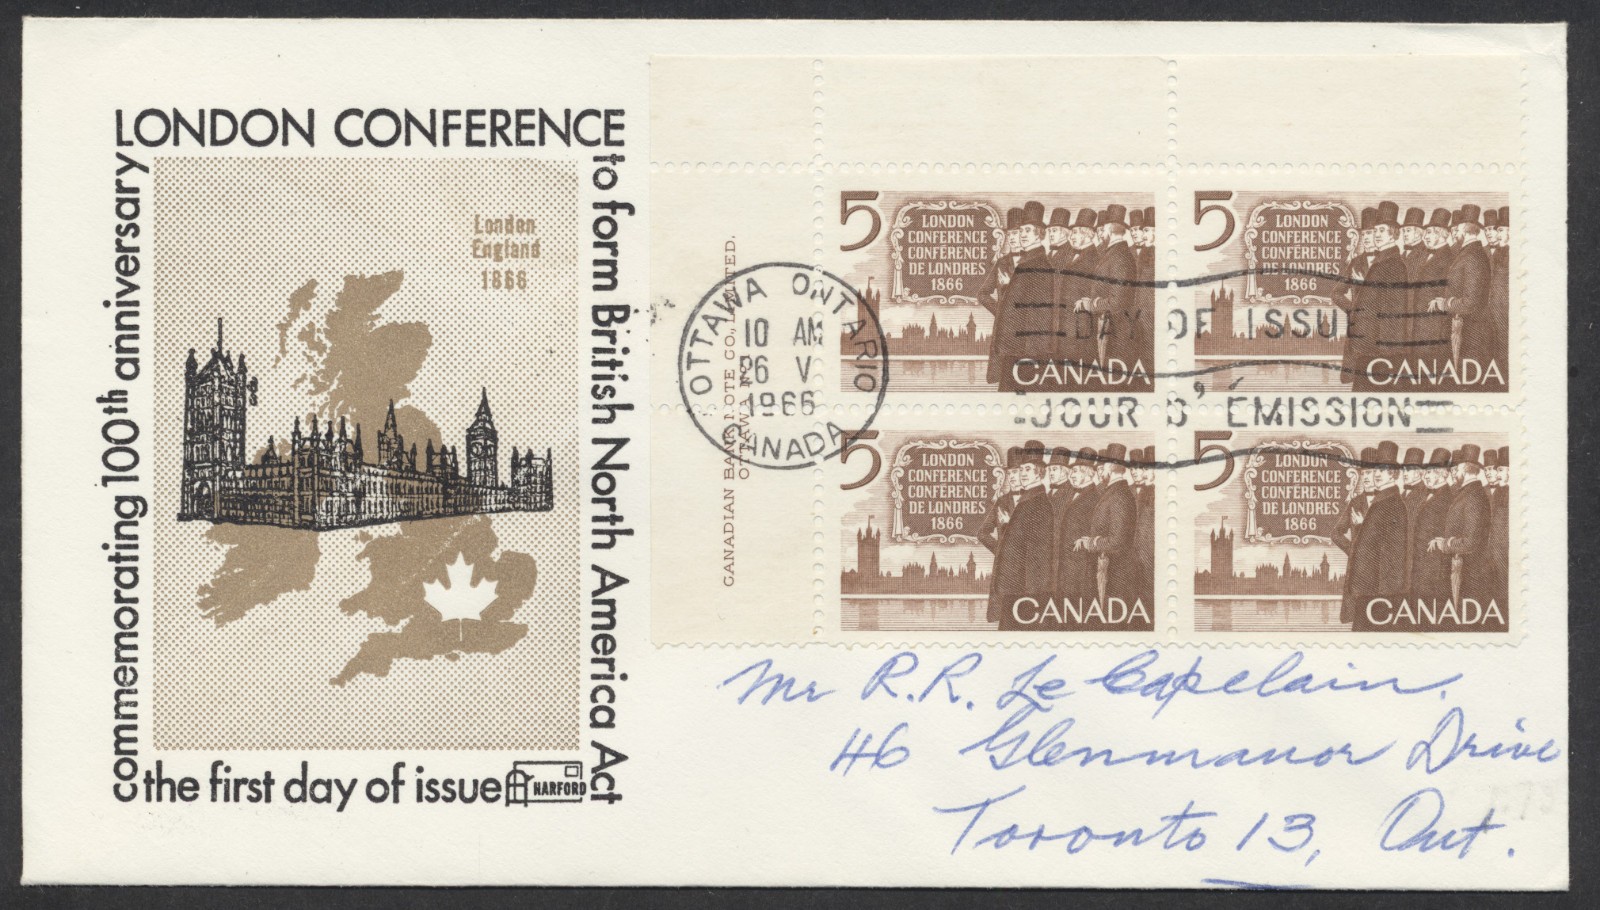 LONDON CONFERENCE
to form British North America Act
commemorating 100th anniversary
London
England
1866
the first day of issue
HARFORD
CANADIAN BANK NOTE CO., LIMITED.
OTTAWA NO
OTTAWA ONTARIO
10 AM
26 V
1966
CANADA
DAY OF ISSUE
JOUR D'ÉMISSION
5
LONDON
CONFERENCE
CONFÉRENCE
DE LONDRES
1866
CANADA
5
LONDON
CONFERENCE
CONFÉRENCE
DE LONDRES
1866
CANADA
5
LONDON
CONFERENCE
CONFÉRENCE
DE LONDRES
1866
CANADA
5
LONDON
CONFERENCE
CONFÉRENCE
DE LONDRES
1866
CANADA
Mr R.R. Le Capelain.
46 Glenmanor Drive
Toronto 13, Ont.